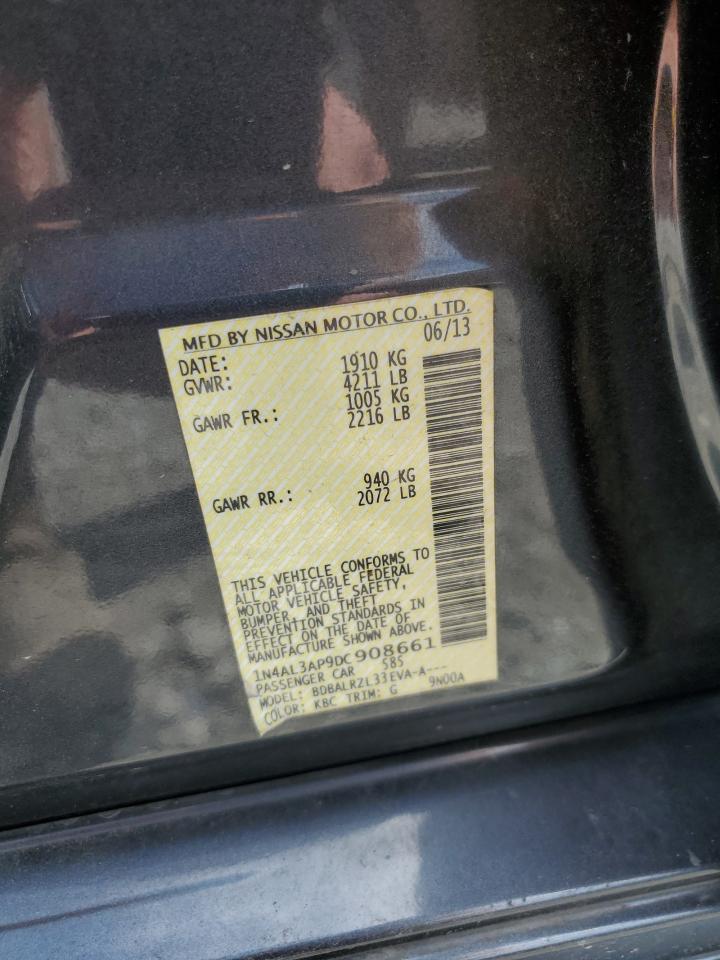 MFD BY NISSAN MOTOR CO., LTD.
DATE: 06/13
GVWR: 1910 KG
4211 LB
GAWR FR.: 1005 KG
2216 LB
GAWR RR.: 940 KG
2072 LB
THIS VEHICLE CONFORMS TO
ALL APPLICABLE FEDERAL
MOTOR VEHICLE SAFETY,
BUMPER, AND THEFT
PREVENTION STANDARDS IN
EFFECT ON THE DATE OF
MANUFACTURE SHOWN ABOVE.
1N4AL3AP9DC908661
PASSENGER CAR 585
MODEL: BDBALRZL33EVA-A---
COLOR: KBC TRIM: G 9N00A